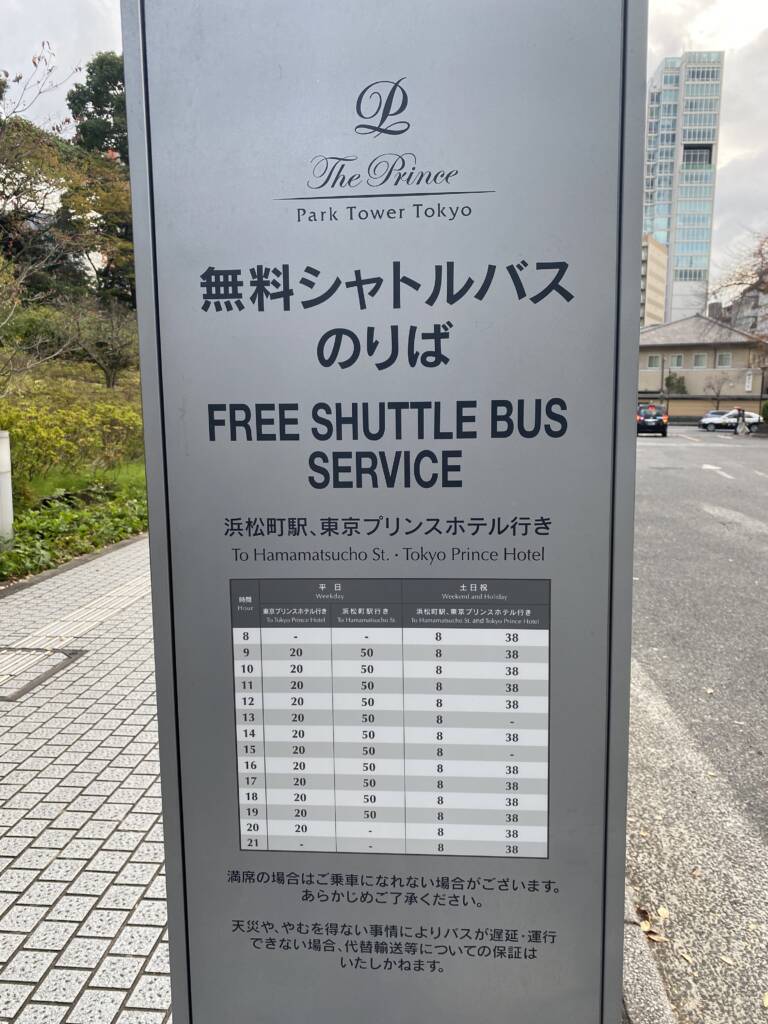 The Prince
Park Tower Tokyo
無料シャトルバス
のりば
FREE SHUTTLE BUS
SERVICE
浜松町駅、東京プリンスホテル行き
To Hamamatsucho St.・Tokyo Prince Hotel
時間 平日 土日祝
Hour Weekday Weekend and Holiday
東京プリンスホテル行き 浜松町駅行き 浜松町駅、東京プリンスホテル行き
To Tokyo Prince Hotel To Hamamatsucho St. To Hamamatsucho St. and Tokyo Prince Hotel
8 - - 8 38
9 20 50 8 38
10 20 50 8 38
11 20 50 8 38
12 20 50 8 38
13 20 50 8 -
14 20 50 8 38
15 20 50 8 -
16 20 50 8 38
17 20 50 8 38
18 20 50 8 38
19 20 50 8 38
20 20 - 8 38
21 - - 8 38
満席の場合はご乗車になれない場合がございます。
あらかじめご了承ください。
天災や、やむを得ない事情によりバスが遅延・運行
できない場合、代替輸送等についての保証は
いたしかねます。